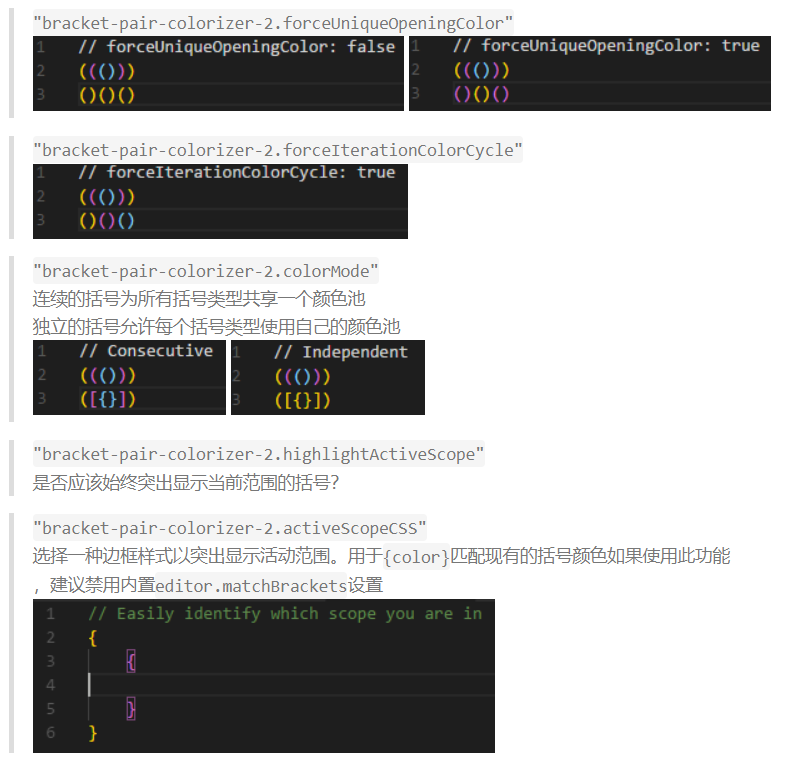 "bracket-pair-colorizer-2.forceUniqueOpeningColor"
1 // forceUniqueOpeningColor: false
2 ((()))
3 ()()()
1 // forceUniqueOpeningColor: true
2 ((()))
3 ()()()
"bracket-pair-colorizer-2.forceIterationColorCycle"
1 // forceIterationColorCycle: true
2 ((()))
3 ()()()
"bracket-pair-colorizer-2.colorMode"
连续的括号为所有括号类型共享一个颜色池
独立的括号允许每个括号类型使用自己的颜色池
1 // Consecutive
2 ((()))
3 ([{}])
1 // Independent
2 ((()))
3 ([{}])
"bracket-pair-colorizer-2.highlightActiveScope"
是否应该始终突出显示当前范围的括号?
"bracket-pair-colorizer-2.activeScopeCSS"
选择一种边框样式以突出显示活动范围。用于{color}匹配现有的括号颜色如果使用此功能
，建议禁用内置editor.matchBrackets设置
1 // Easily identify which scope you are in
2 {
3 {
4
5 }
6 }